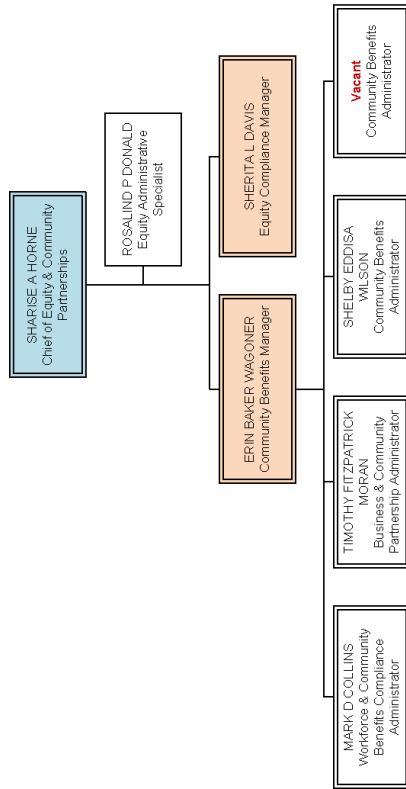 SHARISE A HORNE
Chief of Equity & Community
Partnerships
ROSALIND P DONALD
Equity Administrative
Specialist
ERIN BAKER WAGONER
Community Benefits Manager
SHERITA L DAVIS
Equity Compliance Manager
MARK D COLLINS
Workforce & Community
Benefits Compliance
Administrator
TIMOTHY FITZPATRICK
MORAN
Business & Community
Partnership Administrator
SHELBY EDDISA
WILSON
Community Benefits
Administrator
Vacant
Community Benefits
Administrator